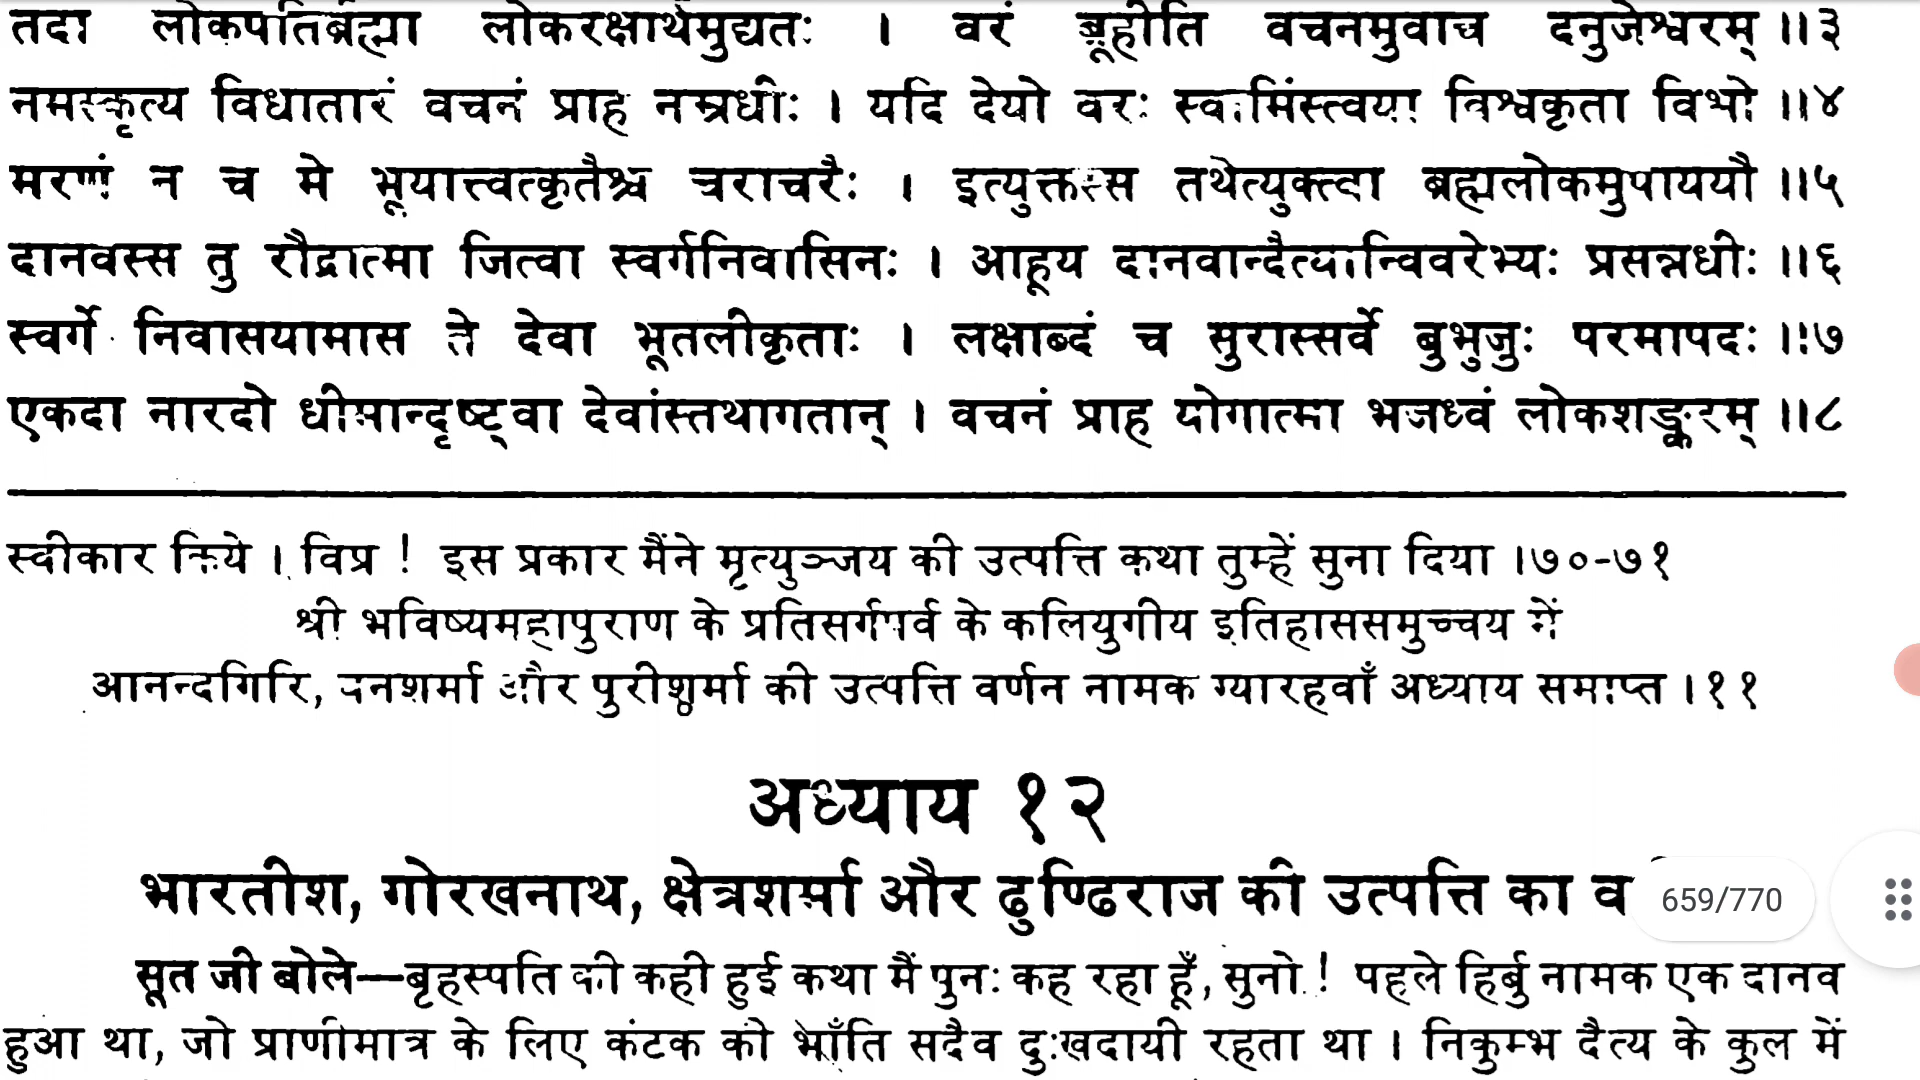 तदा लोकपतिर्ब्रह्मा लोकरक्षार्थमुद्यतः । वरं ब्रूहीति वचनमुवाच दनुजेश्वरम् ॥३
नमस्कृत्य विधातारं वचनं प्राह नम्रधीः । यदि देयो वरः स्वामिंस्त्वया विश्वकृता विभो ॥४
मरणं न च मे भूयात्त्वत्कृतैश्च चराचरैः । इत्युक्तस्स तथेत्युक्त्वा ब्रह्मलोकमुपाययौ ॥५
दानवस्स तु रौद्रात्मा जित्वा स्वर्गनिवासिनः । आहूय दानवान्दैत्यान्विवरेभ्यः प्रसन्नधीः ॥६
स्वर्गे निवासयामास ते देवा भूतलीकृताः । लक्षाब्दं च सुरास्सर्वे बुभुजुः परमापदः ॥७
एकदा नारदो धीमान्दृष्ट्वा देवांस्तथागतान् । वचनं प्राह योगात्मा भजध्वं लोकशङ्करम् ॥८
स्वीकार किये । विप्र ! इस प्रकार मैंने मृत्युञ्जय की उत्पत्ति कथा तुम्हें सुना दिया ।७०-७१
श्री भविष्यमहापुराण के प्रतिसर्गपर्व के कलियुगीय इतिहाससमुच्चय में
आनन्दगिरि, वनशर्मा और पुरीशर्मा की उत्पत्ति वर्णन नामक ग्यारहवाँ अध्याय समाप्त ।११
अध्याय १२
भारतीश, गोरखनाथ, क्षेत्रशर्मा और ढुण्ढिराज की उत्पत्ति का
659/770
सूत जी बोले—बृहस्पति की कही हुई कथा मैं पुनः कह रहा हूँ, सुनो ! पहले हिर्बु नामक एक दानव
हुआ था, जो प्राणीमात्र के लिए कंटक की भाँति सदैव दुःखदायी रहता था । निकुम्भ दैत्य के कुल में